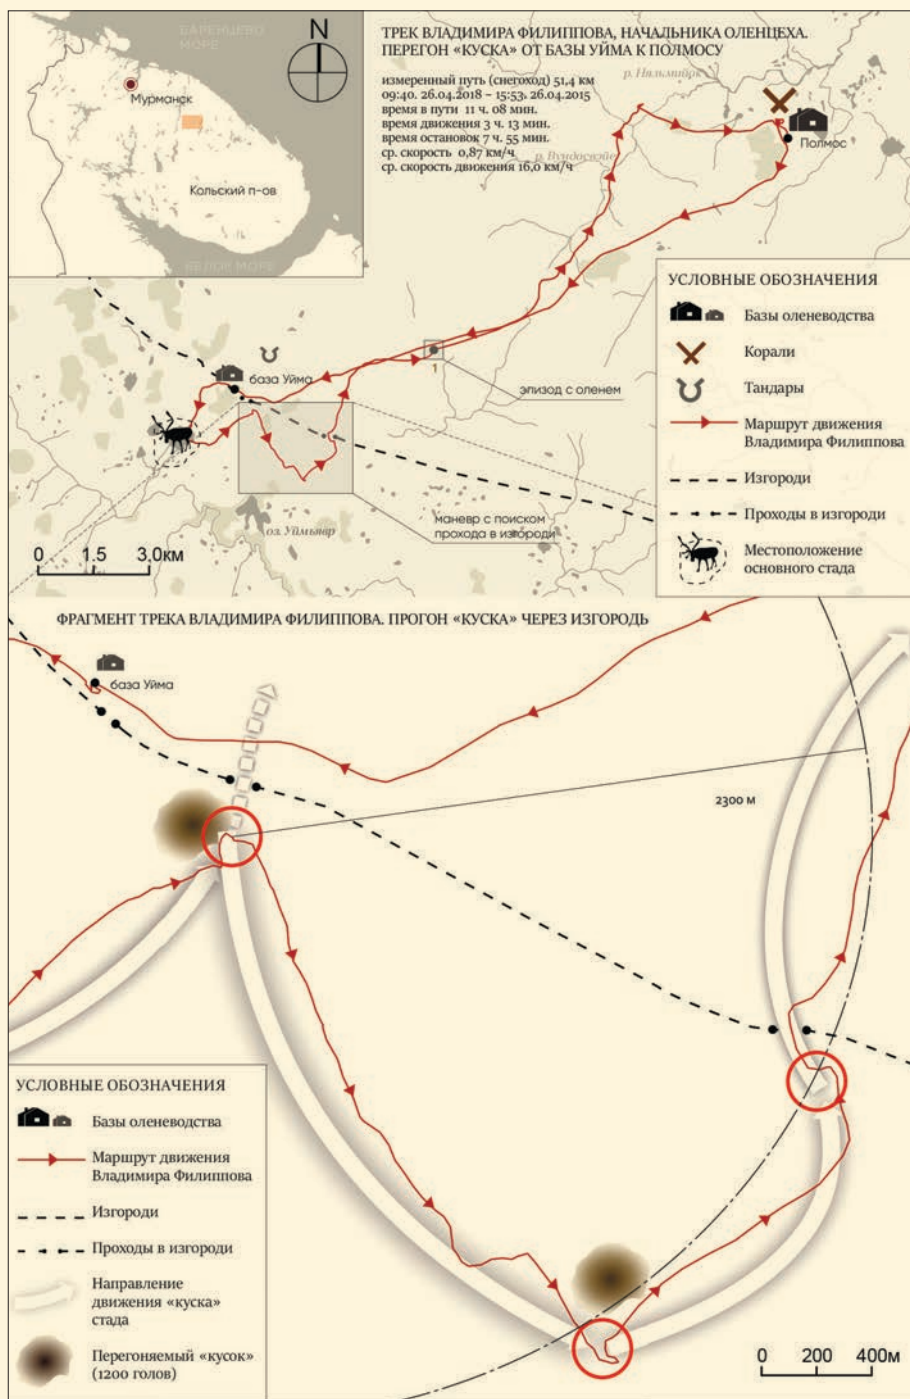 БАРЕНЦЕВО
МОРЕ
Мурманск
Кольский п-ов
БЕЛОЕ МОРЕ
N
ТРЕК ВЛАДИМИРА ФИЛИППОВА, НАЧАЛЬНИКА ОЛЕНЦЕХА.
ПЕРЕГОН «КУСКА» ОТ БАЗЫ УЙМА К ПОЛМОСУ
измеренный путь (снегоход) 51,4 км
09:40. 26.04.2018 – 15:53. 26.04.2015
время в пути 11 ч. 08 мин.
время движения 3 ч. 13 мин.
время остановок 7 ч. 55 мин.
ср. скорость 0,87 км/ч
ср. скорость движения 16,0 км/ч
Полмос
база Уйма
1
эпизод с оленем
маневр с поиском
прохода в изгороди
оз. Уймъявр
0 1.5 3.0км
УСЛОВНЫЕ ОБОЗНАЧЕНИЯ
Базы оленеводства
Корали
Тандары
Маршрут движения
Владимира Филиппова
Изгороди
Проходы в изгороди
Местоположение
основного стада
ФРАГМЕНТ ТРЕКА ВЛАДИМИРА ФИЛИППОВА. ПРОГОН «КУСКА» ЧЕРЕЗ ИЗГОРОДЬ
база Уйма
2300 м
УСЛОВНЫЕ ОБОЗНАЧЕНИЯ
Базы оленеводства
Маршрут движения
Владимира Филиппова
Изгороди
Проходы в изгороди
Направление
движения «куска»
стада
Перегоняемый «кусок»
(1200 голов)
0 200 400м